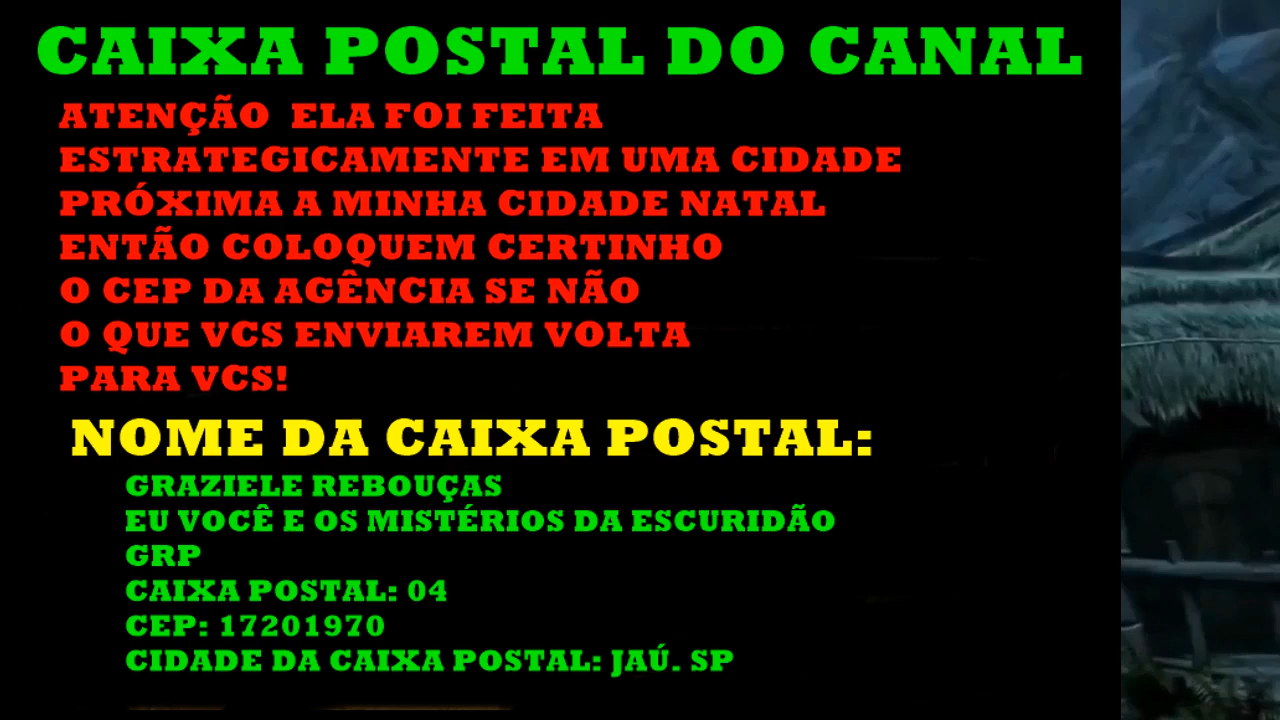 CAIXA POSTAL DO CANAL
ATENÇÃO ELA FOI FEITA
ESTRATEGICAMENTE EM UMA CIDADE
PRÓXIMA A MINHA CIDADE NATAL
ENTÃO COLOQUEM CERTINHO
O CEP DA AGÊNCIA SE NÃO
O QUE VCS ENVIAREM VOLTA
PARA VCS!
NOME DA CAIXA POSTAL:
GRAZIELE REBOUÇAS
EU VOCÊ E OS MISTÉRIOS DA ESCURIDÃO
GRP
CAIXA POSTAL: 04
CEP: 17201970
CIDADE DA CAIXA POSTAL: JAÚ. SP